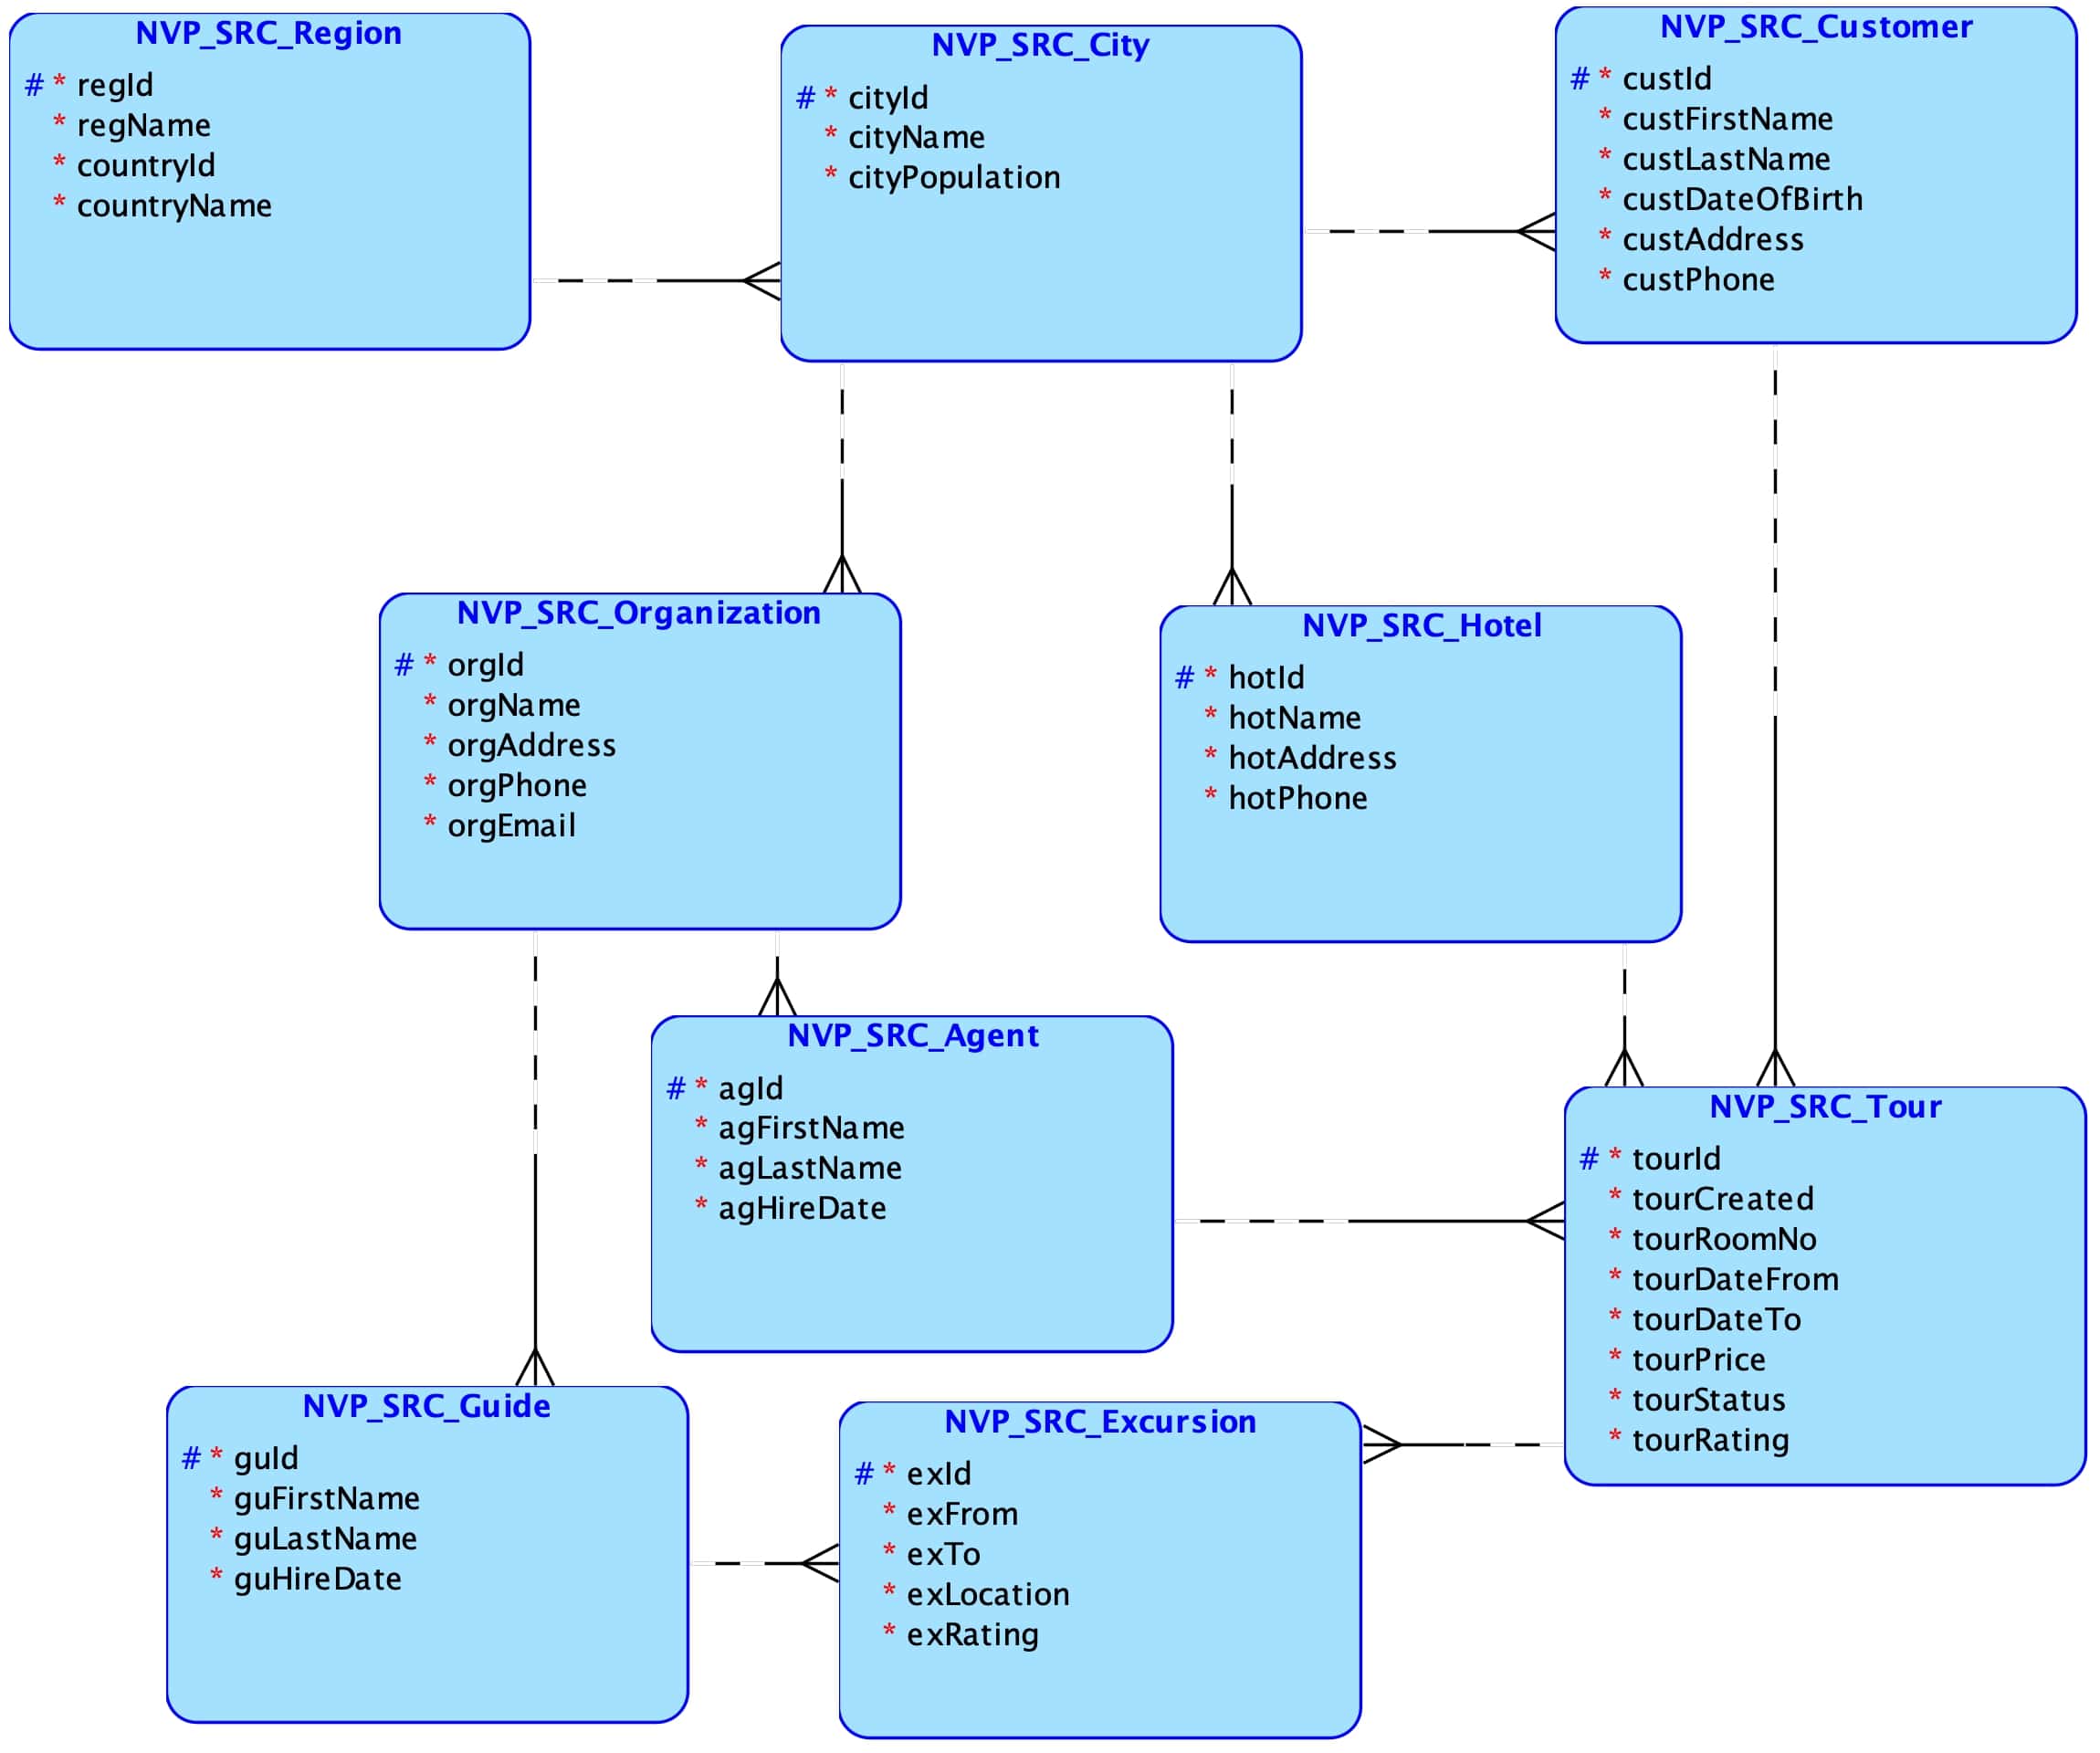 NVP_SRC_Region
# * regId
* regName
* countryId
* countryName
NVP_SRC_City
# * cityId
* cityName
* cityPopulation
NVP_SRC_Customer
# * custId
* custFirstName
* custLastName
* custDateOfBirth
* custAddress
* custPhone
NVP_SRC_Organization
# * orgId
* orgName
* orgAddress
* orgPhone
* orgEmail
NVP_SRC_Hotel
# * hotId
* hotName
* hotAddress
* hotPhone
NVP_SRC_Agent
# * agId
* agFirstName
* agLastName
* agHireDate
NVP_SRC_Tour
# * tourId
* tourCreated
* tourRoomNo
* tourDateFrom
* tourDateTo
* tourPrice
* tourStatus
* tourRating
NVP_SRC_Guide
# * guId
* guFirstName
* guLastName
* guHireDate
NVP_SRC_Excursion
# * exId
* exFrom
* exTo
* exLocation
* exRating